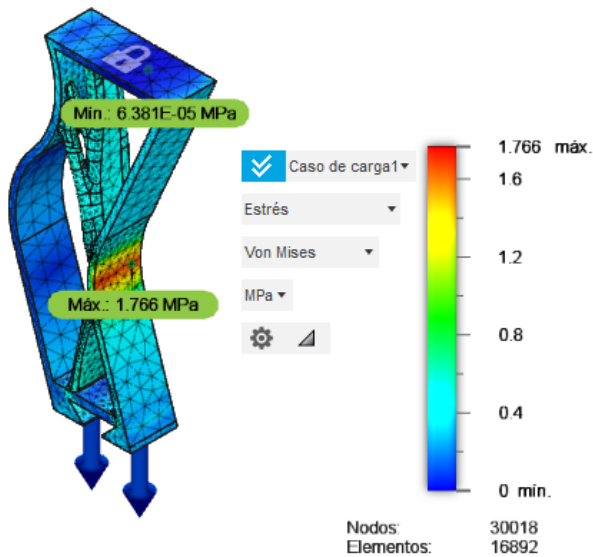 Mín.: 6.381E-05 MPa
Máx.: 1.766 MPa
Caso de carga1
Estrés
Von Mises
MPa
1.766 máx.
1.6
1.2
0.8
0.4
0 mín.
Nodos: 30018
Elementos: 16892